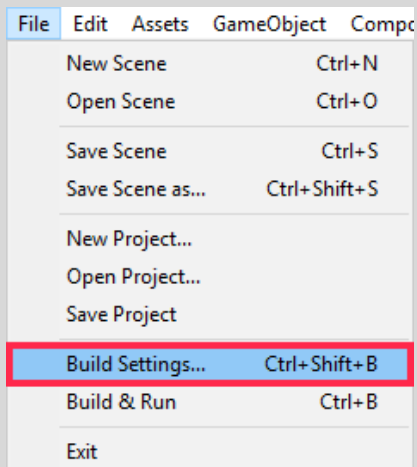 File Edit Assets GameObject Compo
New Scene Ctrl+N
Open Scene Ctrl+O
Save Scene Ctrl+S
Save Scene as... Ctrl+Shift+S
New Project...
Open Project...
Save Project
Build Settings... Ctrl+Shift+B
Build & Run Ctrl+B
Exit